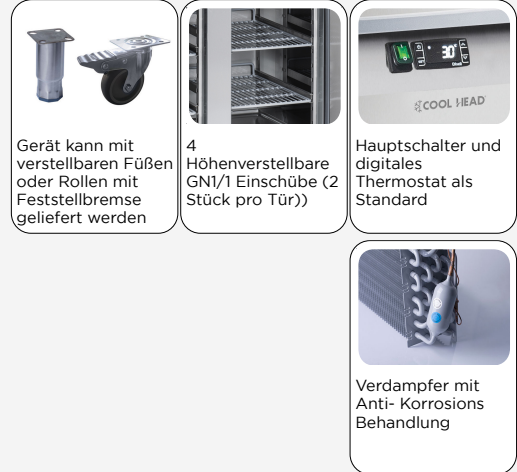 Gerät kann mit
verstellbaren Füßen
oder Rollen mit
Feststellbremse
geliefert werden
4
Höhenverstellbare
GN1/1 Einschübe (2
Stück pro Tür))
30°
COOL HEAD
Hauptschalter und
digitales
Thermostat als
Standard
Verdampfer mit
Anti- Korrosions
Behandlung